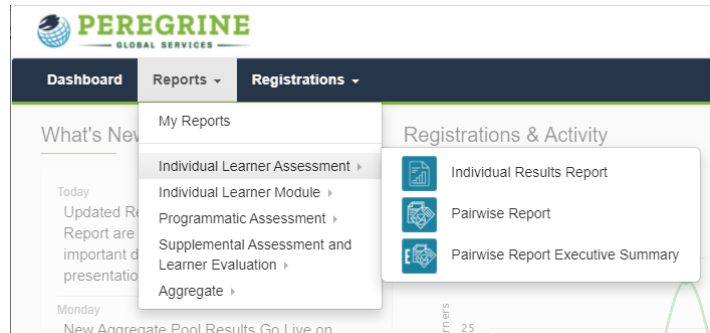 PEREGRINE
GLOBAL SERVICES
Dashboard Reports Registrations
My Reports
What's New
Registrations & Activity
Individual Learner Assessment
Individual Results Report
Individual Learner Module
Today
Updated
Pairwise Report
Programmatic Assessment
Report are
important
Supplemental Assessment and
Learner Evaluation
E
Pairwise Report Executive Summary
Aggregate
Monday
New Aggregate Pool Results Go Live on
25